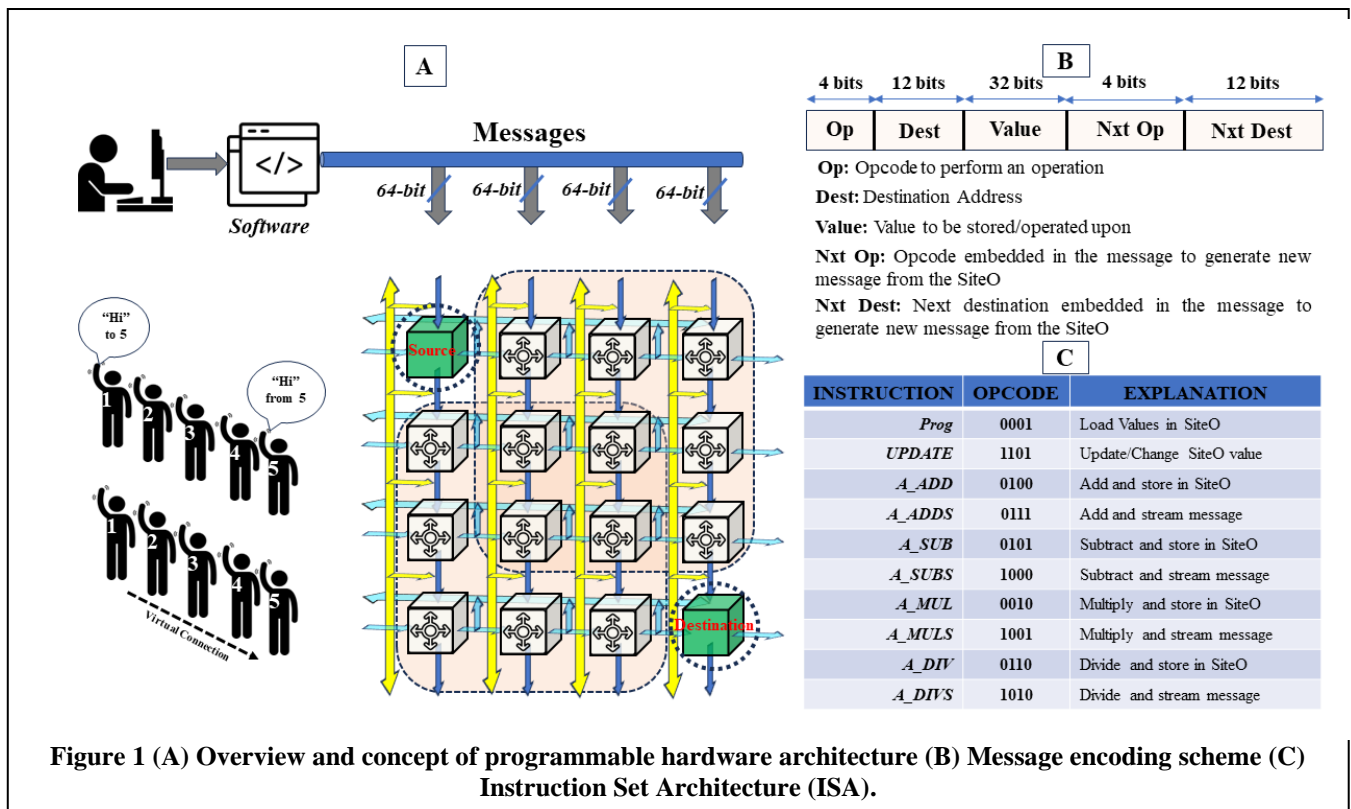 A
Messages
64-bit 64-bit 64-bit 64-bit
</>
Software
“Hi”
to 5
“Hi”
from 5
1 2 3 4 5
1 2 3 4 5
Virtual Connection
Source
Destination
B
4 bits 12 bits 32 bits 4 bits 12 bits
Op Dest Value Nxt Op Nxt Dest
Op: Opcode to perform an operation
Dest: Destination Address
Value: Value to be stored/operated upon
Nxt Op: Opcode embedded in the message to generate new
message from the SiteO
Nxt Dest: Next destination embedded in the message to
generate new message from the SiteO
C
INSTRUCTION OPCODE EXPLANATION
Prog 0001 Load Values in SiteO
UPDATE 1101 Update/Change SiteO value
A_ADD 0100 Add and store in SiteO
A_ADDS 0111 Add and stream message
A_SUB 0101 Subtract and store in SiteO
A_SUBS 1000 Subtract and stream message
A_MUL 0010 Multiply and store in SiteO
A_MULS 1001 Multiply and stream message
A_DIV 0110 Divide and store in SiteO
A_DIVS 1010 Divide and stream message
Figure 1 (A) Overview and concept of programmable hardware architecture (B) Message encoding scheme (C)
Instruction Set Architecture (ISA).